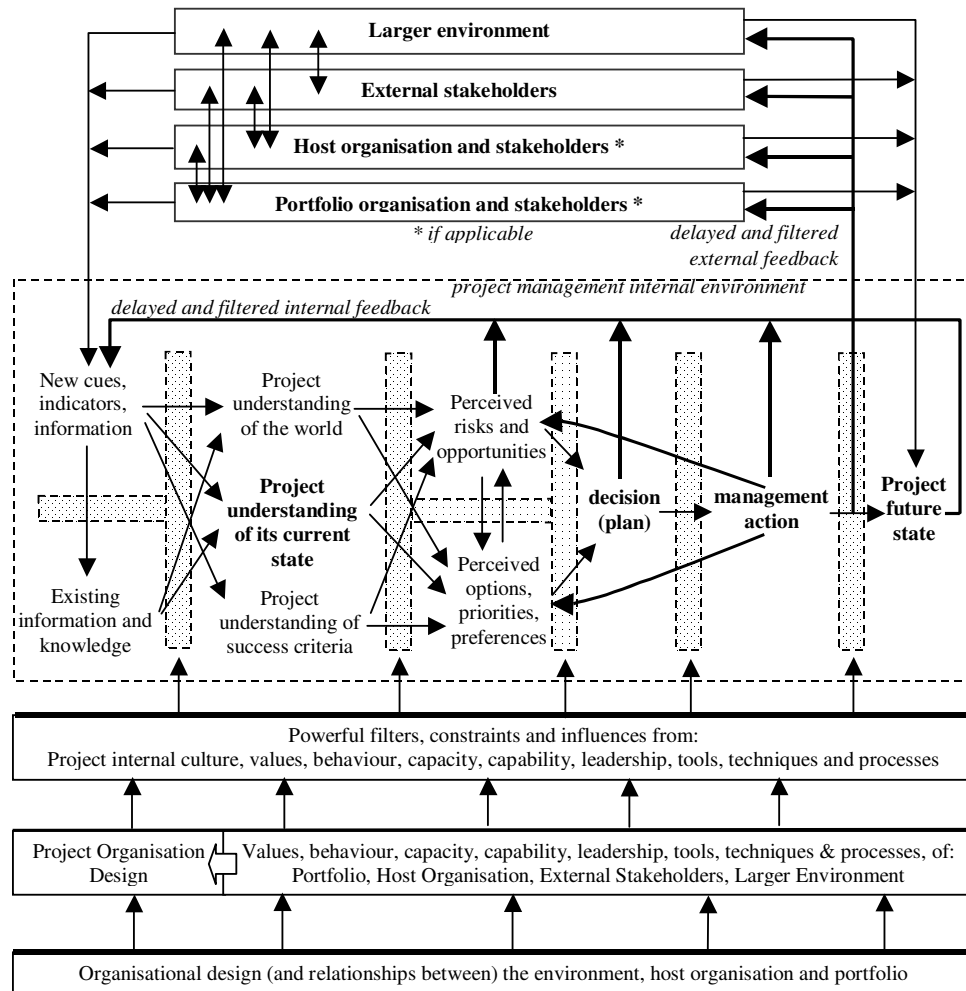 Larger environment
External stakeholders
Host organisation and stakeholders *
Portfolio organisation and stakeholders *
* if applicable
delayed and filtered
external feedback
project management internal environment
delayed and filtered internal feedback
New cues,
indicators,
information
Existing
information and
knowledge
Project
understanding
of the world
Project
understanding
of its current
state
Project
understanding of
success criteria
Perceived
risks and
opportunities
Perceived
options,
priorities,
preferences
decision
(plan)
management
action
Project
future
state
Powerful filters, constraints and influences from:
Project internal culture, values, behaviour, capacity, capability, leadership, tools, techniques and processes
Project Organisation
Design
Values, behaviour, capacity, capability, leadership, tools, techniques & processes, of:
Portfolio, Host Organisation, External Stakeholders, Larger Environment
Organisational design (and relationships between) the environment, host organisation and portfolio